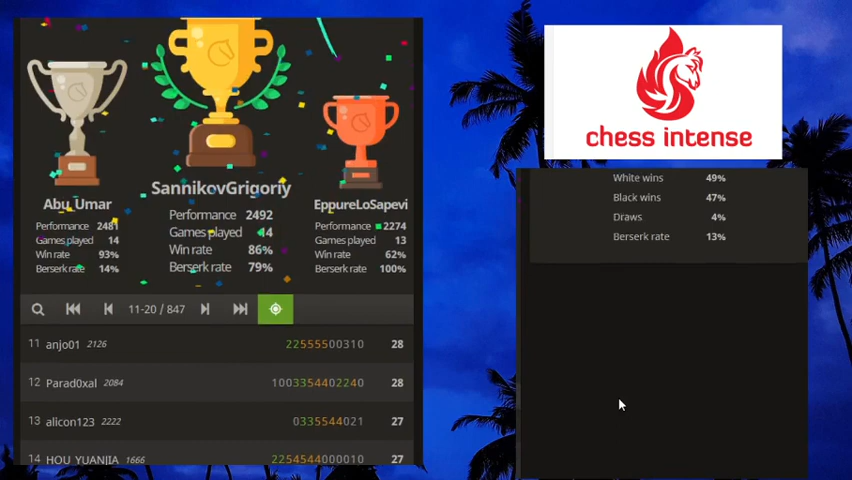 Abu_Umar
Performance 2481
Games played 14
Win rate 93%
Berserk rate 14%
SannikovGrigoriy
Performance 2492
Games played 14
Win rate 86%
Berserk rate 79%
EppureLoSapevi
Performance 2274
Games played 13
Win rate 62%
Berserk rate 100%
11-20 / 847
11 anjo01 2126 225555500310 28
12 Parad0xal 2084 1003354402240 28
13 alicon123 2222 0335544021 27
14 HOU_YUANJIA 1666 2254544000010 27
chess intense
White wins 49%
Black wins 47%
Draws 4%
Berserk rate 13%